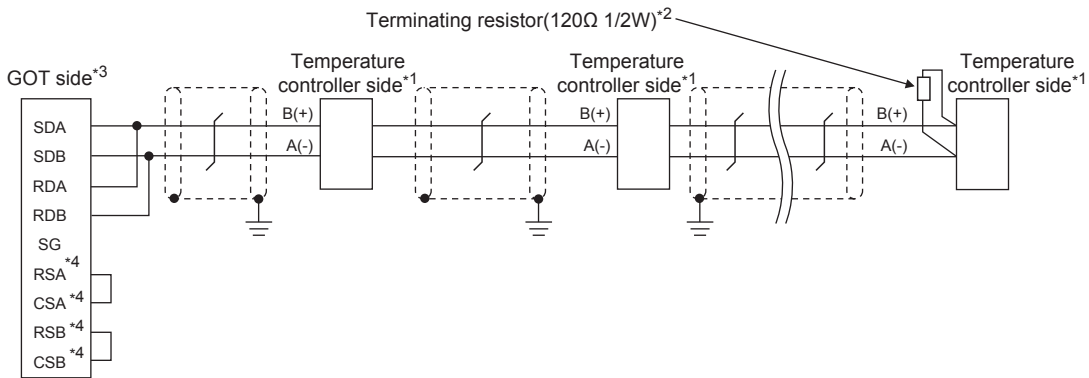 Terminating resistor(120Ω 1/2W)*2
GOT side*3
Temperature
controller side*1
Temperature
controller side*1
Temperature
controller side*1
SDA
SDB
RDA
RDB
SG
RSA*4
CSA*4
RSB*4
CSB*4
B(+)
A(-)
B(+)
A(-)
B(+)
A(-)